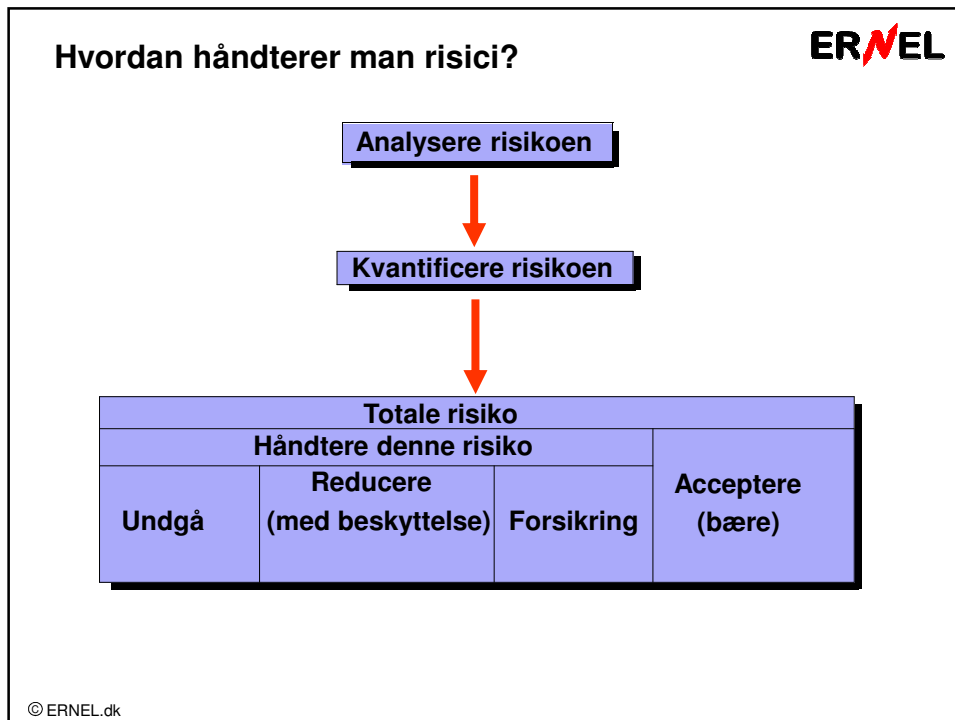 Hvordan håndterer man risici?
ERNEL
Analysere risikoen
Kvantificere risikoen
Totale risiko
Håndtere denne risiko
Undgå
Reducere
(med beskyttelse)
Forsikring
Acceptere
(bære)
© ERNEL.dk